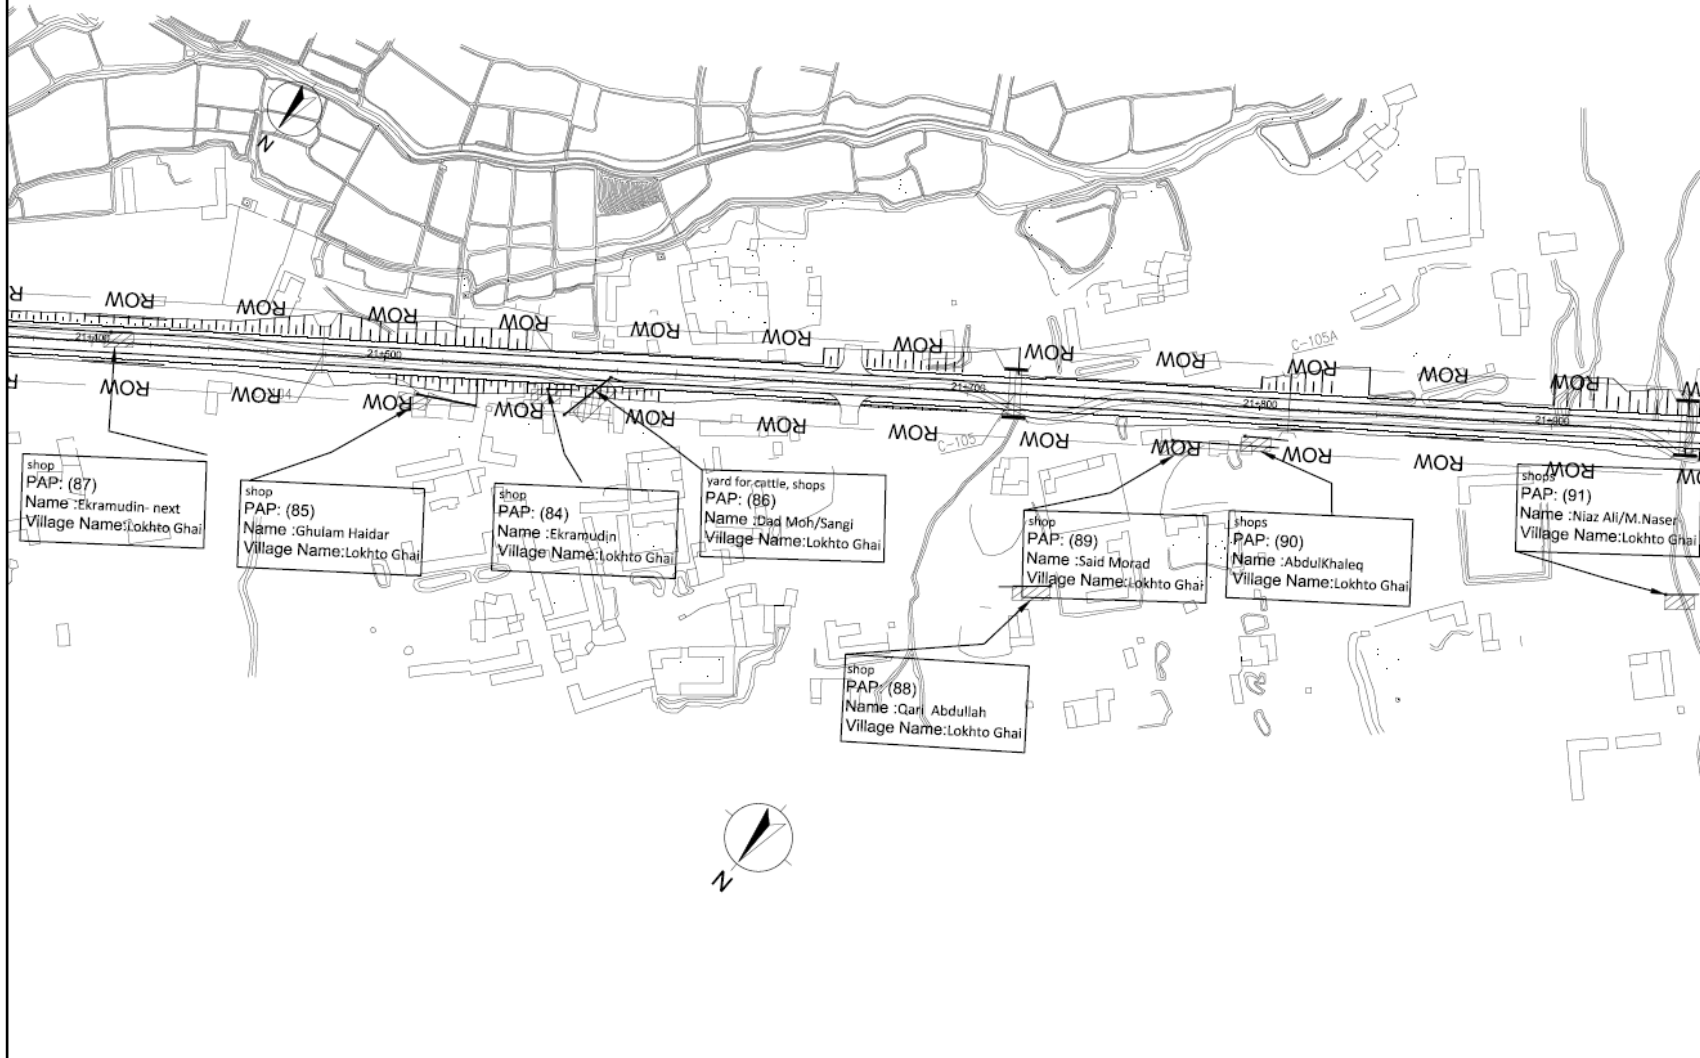 N
ROW
ROW
ROW
ROW
ROW
ROW
ROW
ROW
ROW
ROW
ROW
ROW
C-105A
21+400
21+500
21+700
21+800
21+900
ROW
ROW
ROW
ROW
ROW
ROW
ROW
ROW
ROW
ROW
ROW
ROW
C-105
shop
PAP: (87)
Name :Ekramudin- next
Village Name:Lokhto Ghai
shop
PAP: (85)
Name :Ghulam Haidar
Village Name:Lokhto Ghai
shop
PAP: (84)
Name :Ekramudin
Village Name:Lokhto Ghai
yard for cattle, shops
PAP: (86)
Name :Dad Moh/Sangi
Village Name:Lokhto Ghai
shop
PAP: (89)
Name :Said Morad
Village Name:Lokhto Ghai
shops
PAP: (90)
Name :AbdulKhaleq
Village Name:Lokhto Ghai
shops
PAP: (91)
Name :Niaz Ali/M.Naser
Village Name:Lokhto Ghai
shop
PAP: (88)
Name :Qari Abdullah
Village Name:Lokhto Ghai
N